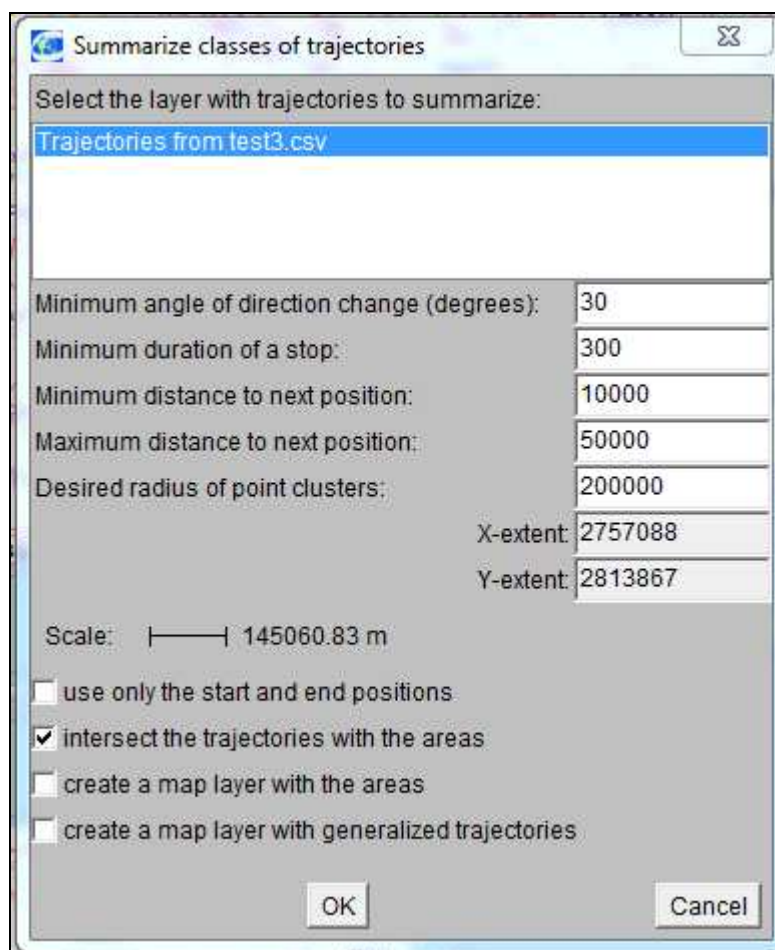 Summarize classes of trajectories
Select the layer with trajectories to summarize:
Trajectories from test3.csv
Minimum angle of direction change (degrees): 30
Minimum duration of a stop: 300
Minimum distance to next position: 10000
Maximum distance to next position: 50000
Desired radius of point clusters: 200000
X-extent: 2757088
Y-extent: 2813867
Scale: 145060.83 m
use only the start and end positions
intersect the trajectories with the areas
create a map layer with the areas
create a map layer with generalized trajectories
OK Cancel